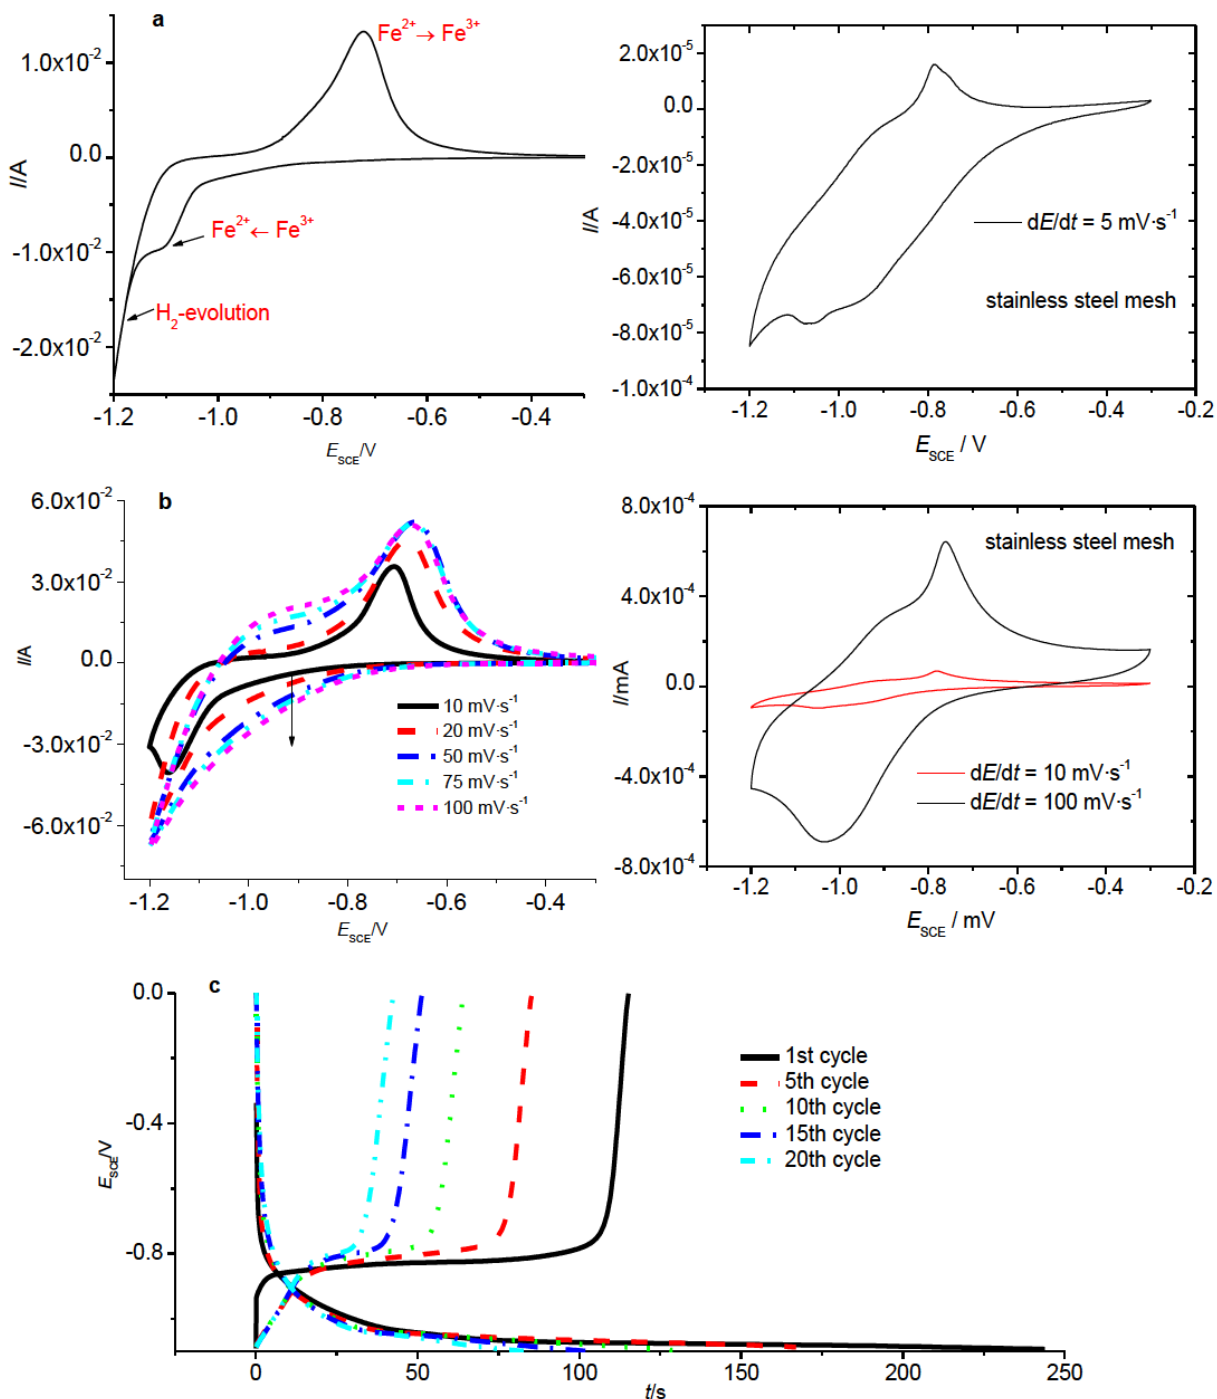 a
Fe²⁺ → Fe³⁺
1.0x10⁻²
0.0
-1.0x10⁻²
-2.0x10⁻²
I/A
Fe²⁺ ← Fe³⁺
H₂-evolution
-1.2 -1.0 -0.8 -0.6 -0.4
E_SCE/V
2.0x10⁻⁵
0.0
-2.0x10⁻⁵
-4.0x10⁻⁵
-6.0x10⁻⁵
-8.0x10⁻⁵
-1.0x10⁻⁴
I/A
dE/dt = 5 mV·s⁻¹
stainless steel mesh
-1.2 -1.0 -0.8 -0.6 -0.4 -0.2
E_SCE / V
b
6.0x10⁻²
3.0x10⁻²
0.0
-3.0x10⁻²
-6.0x10⁻²
I/A
10 mV·s⁻¹
20 mV·s⁻¹
50 mV·s⁻¹
75 mV·s⁻¹
100 mV·s⁻¹
-1.2 -1.0 -0.8 -0.6 -0.4
E_SCE/V
8.0x10⁻⁴
4.0x10⁻⁴
0.0
-4.0x10⁻⁴
-8.0x10⁻⁴
I/mA
stainless steel mesh
dE/dt = 10 mV·s⁻¹
dE/dt = 100 mV·s⁻¹
-1.2 -1.0 -0.8 -0.6 -0.4 -0.2
E_SCE / mV
c
0.0
-0.4
-0.8
E_SCE/V
1st cycle
5th cycle
10th cycle
15th cycle
20th cycle
0 50 100 150 200 250
t/s